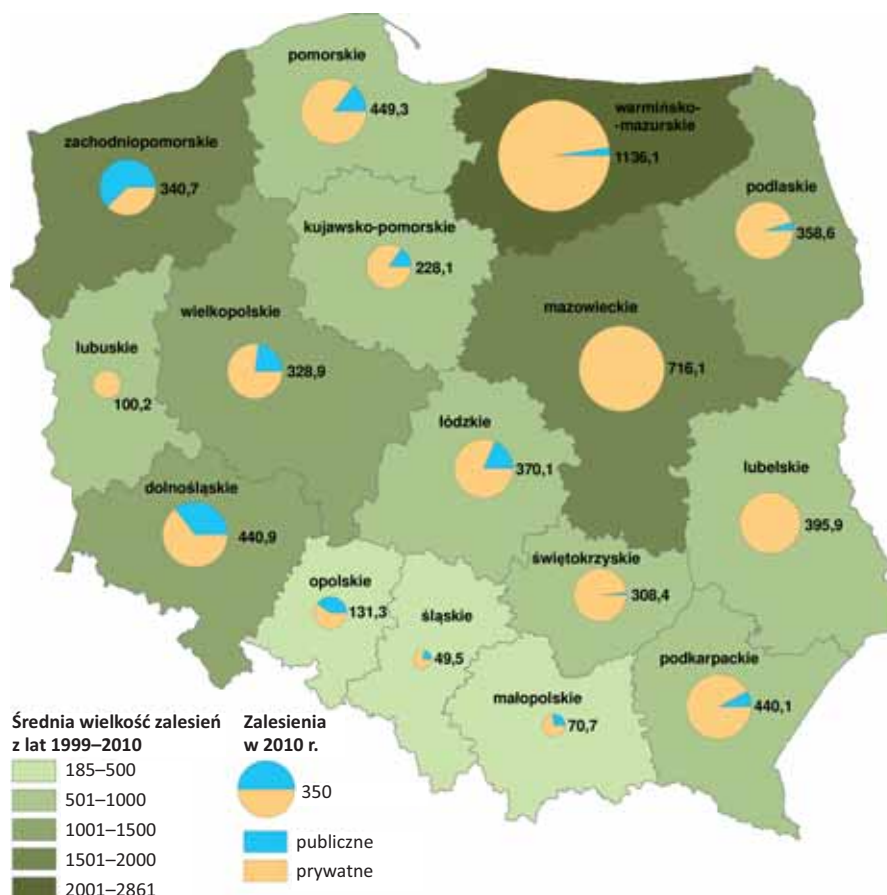 pomorskie
449,3
warmińsko-
-mazurskie
1136,1
zachodniopomorskie
340,7
podlaskie
358,6
kujawsko-pomorskie
228,1
wielkopolskie
328,9
mazowieckie
716,1
lubuskie
100,2
łódzkie
370,1
lubelskie
395,9
dolnośląskie
440,9
świętokrzyskie
308,4
opolskie
131,3
śląskie
49,5
podkarpackie
440,1
małopolskie
70,7
Średnia wielkość zalesień
z lat 1999–2010
185–500
501–1000
1001–1500
1501–2000
2001–2861
Zalesienia
w 2010 r.
350
publiczne
prywatne